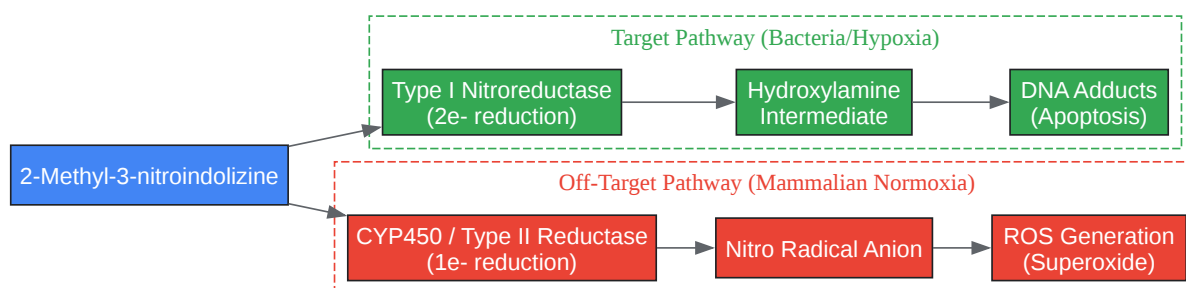 Target Pathway (Bacteria/Hypoxia)
Type I Nitroreductase
(2e- reduction)
Hydroxylamine
Intermediate
DNA Adducts
(Apoptosis)
2-Methyl-3-nitroindolizine
Off-Target Pathway (Mammalian Normoxia)
CYP450 / Type II Reductase
(1e- reduction)
Nitro Radical Anion
ROS Generation
(Superoxide)